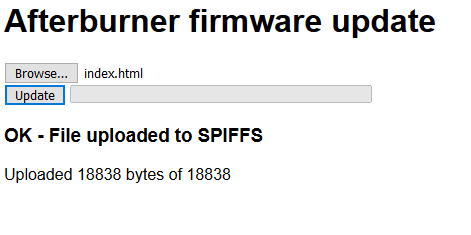 Afterburner firmware update
Browse... index.html
Update
OK - File uploaded to SPIFFS
Uploaded 18838 bytes of 18838